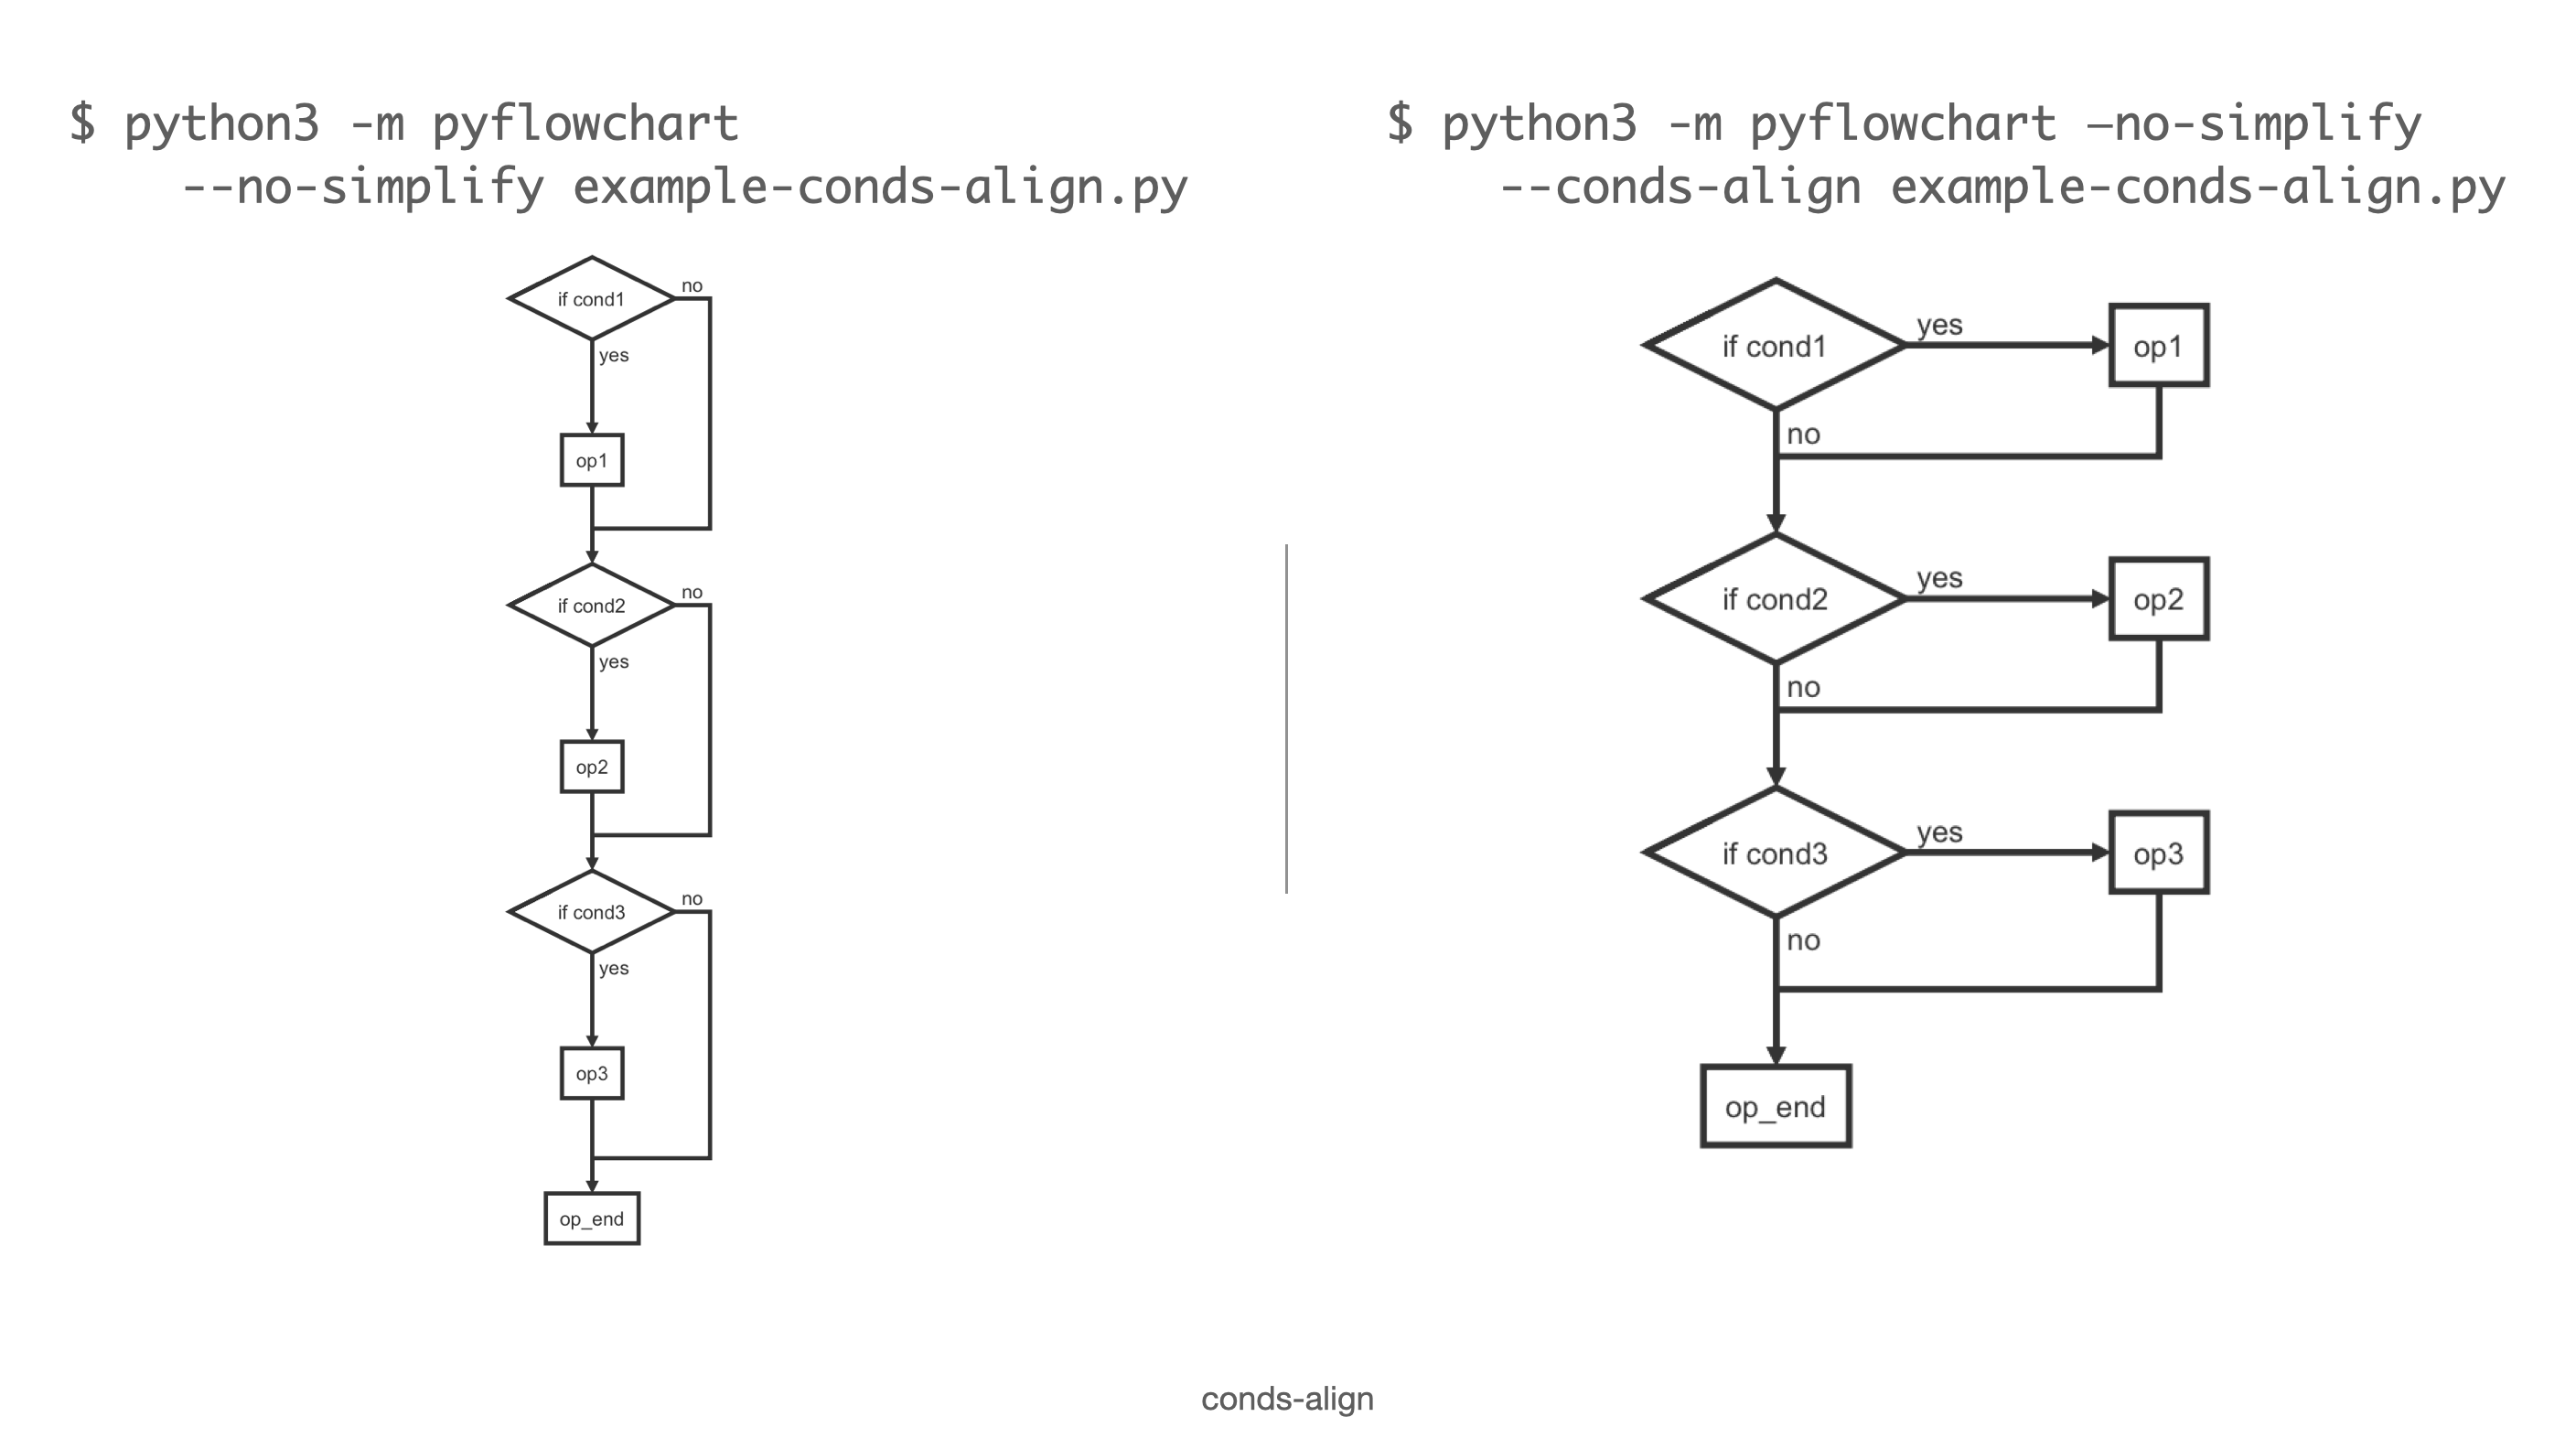 $ python3 -m pyflowchart
--no-simplify example-conds-align.py
if cond1
no
yes
op1
if cond2
no
yes
op2
if cond3
no
yes
op3
op_end
$ python3 -m pyflowchart –no-simplify
--conds-align example-conds-align.py
if cond1
yes
op1
no
if cond2
yes
op2
no
if cond3
yes
op3
no
op_end
conds-align